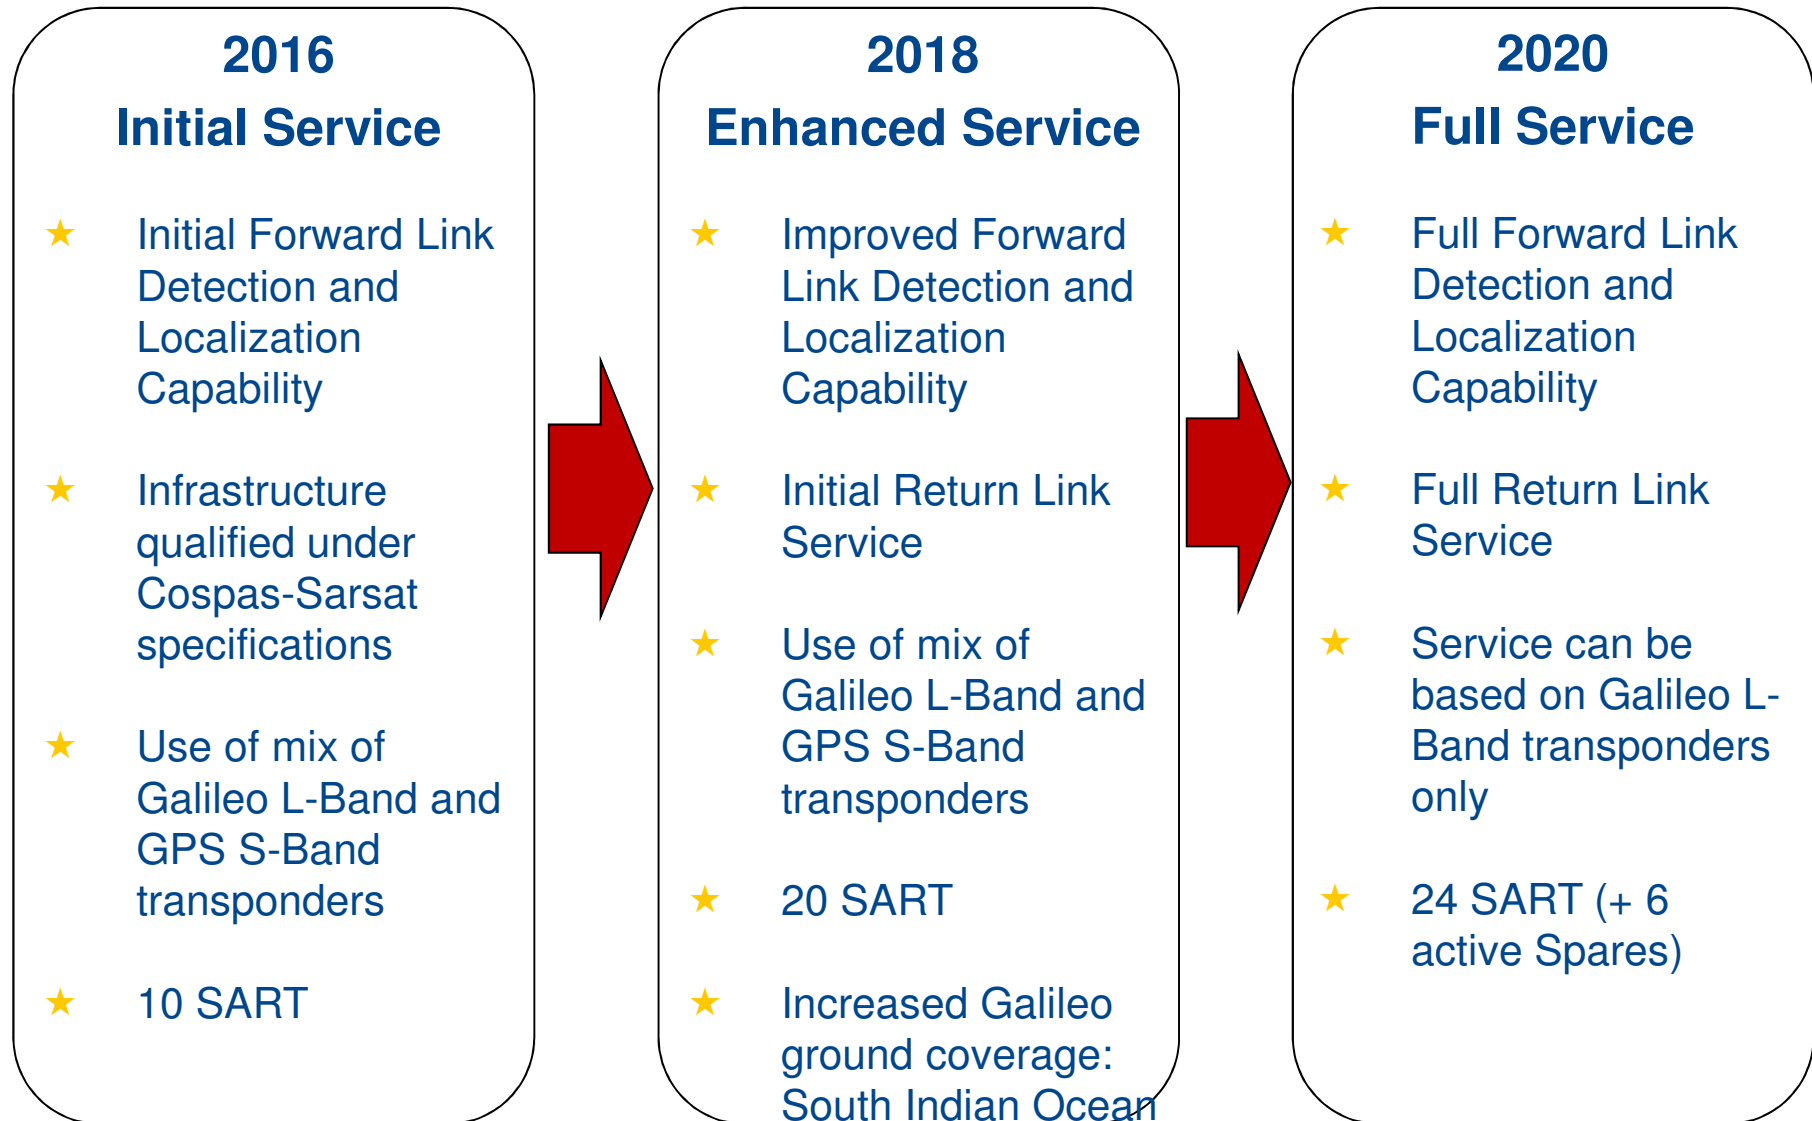 2016
Initial Service
Initial Forward Link
Detection and
Localization
Capability
Infrastructure
qualified under
Cospas-Sarsat
specifications
Use of mix of
Galileo L-Band and
GPS S-Band
transponders
10 SART
2018
Enhanced Service
Improved Forward
Link Detection and
Localization
Capability
Initial Return Link
Service
Use of mix of
Galileo L-Band and
GPS S-Band
transponders
20 SART
Increased Galileo
ground coverage:
South Indian Ocean
2020
Full Service
Full Forward Link
Detection and
Localization
Capability
Full Return Link
Service
Service can be
based on Galileo L-
Band transponders
only
24 SART (+ 6
active Spares)